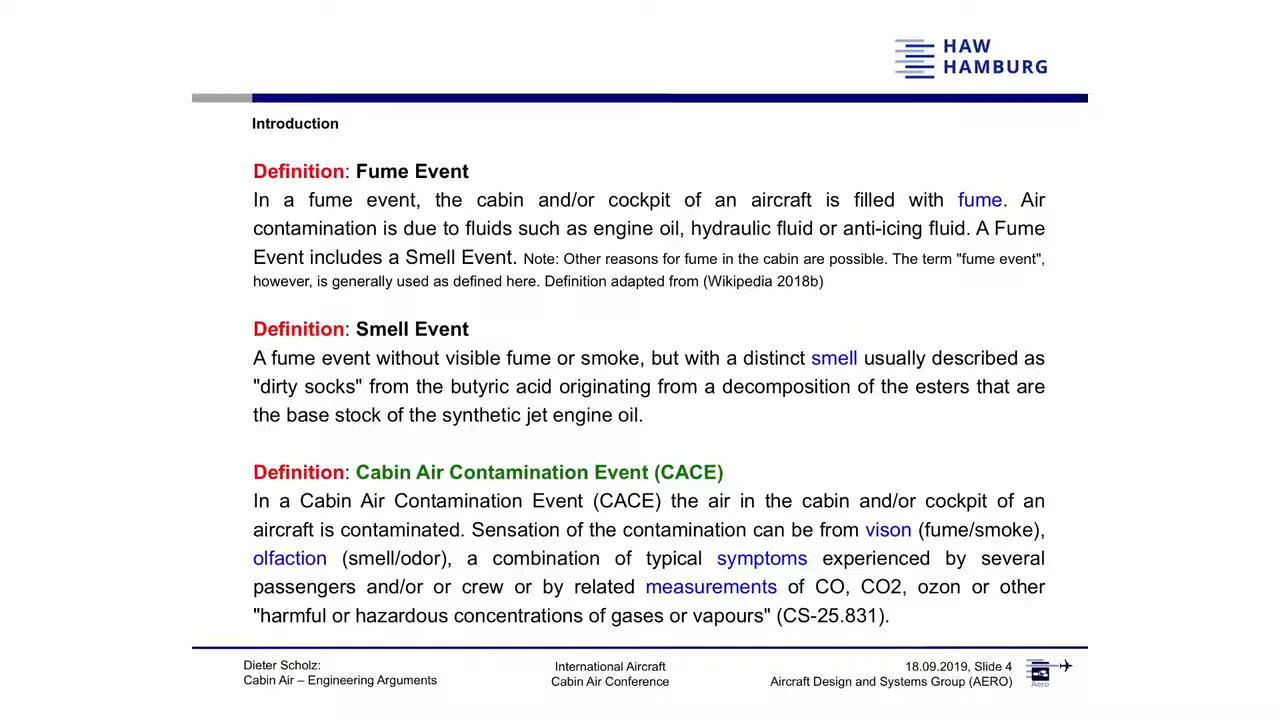 HAW
HAMBURG
Introduction
Definition: Fume Event
In a fume event, the cabin and/or cockpit of an aircraft is filled with fume. Air
contamination is due to fluids such as engine oil, hydraulic fluid or anti-icing fluid. A Fume
Event includes a Smell Event. Note: Other reasons for fume in the cabin are possible. The term "fume event",
however, is generally used as defined here. Definition adapted from (Wikipedia 2018b)
Definition: Smell Event
A fume event without visible fume or smoke, but with a distinct smell usually described as
"dirty socks" from the butyric acid originating from a decomposition of the esters that are
the base stock of the synthetic jet engine oil.
Definition: Cabin Air Contamination Event (CACE)
In a Cabin Air Contamination Event (CACE) the air in the cabin and/or cockpit of an
aircraft is contaminated. Sensation of the contamination can be from vison (fume/smoke),
olfaction (smell/odor), a combination of typical symptoms experienced by several
passengers and/or or crew or by related measurements of CO, CO2, ozon or other
"harmful or hazardous concentrations of gases or vapours" (CS-25.831).
Dieter Scholz:
Cabin Air – Engineering Arguments
International Aircraft
Cabin Air Conference
18.09.2019, Slide 4
Aircraft Design and Systems Group (AERO)
Aero